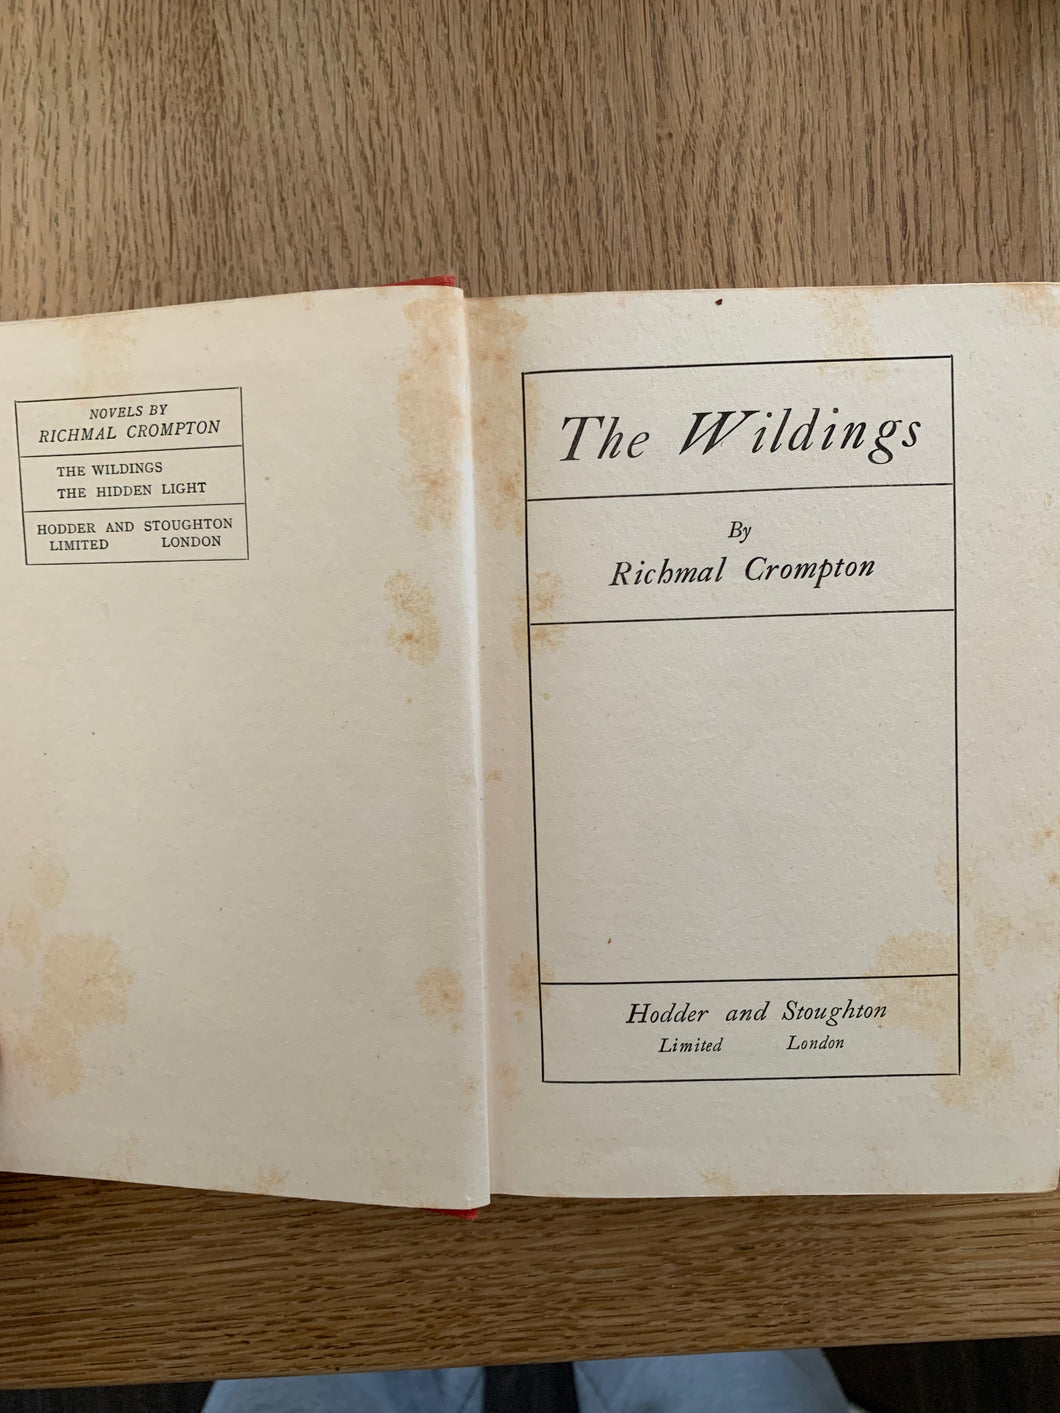 NOVELS BY
RICHMAL CROMPTON
THE WILDINGS
THE HIDDEN LIGHT
HODDER AND STOUGHTON
LIMITED LONDON
The Wildings
By
Richmal Crompton
Hodder and Stoughton
Limited London